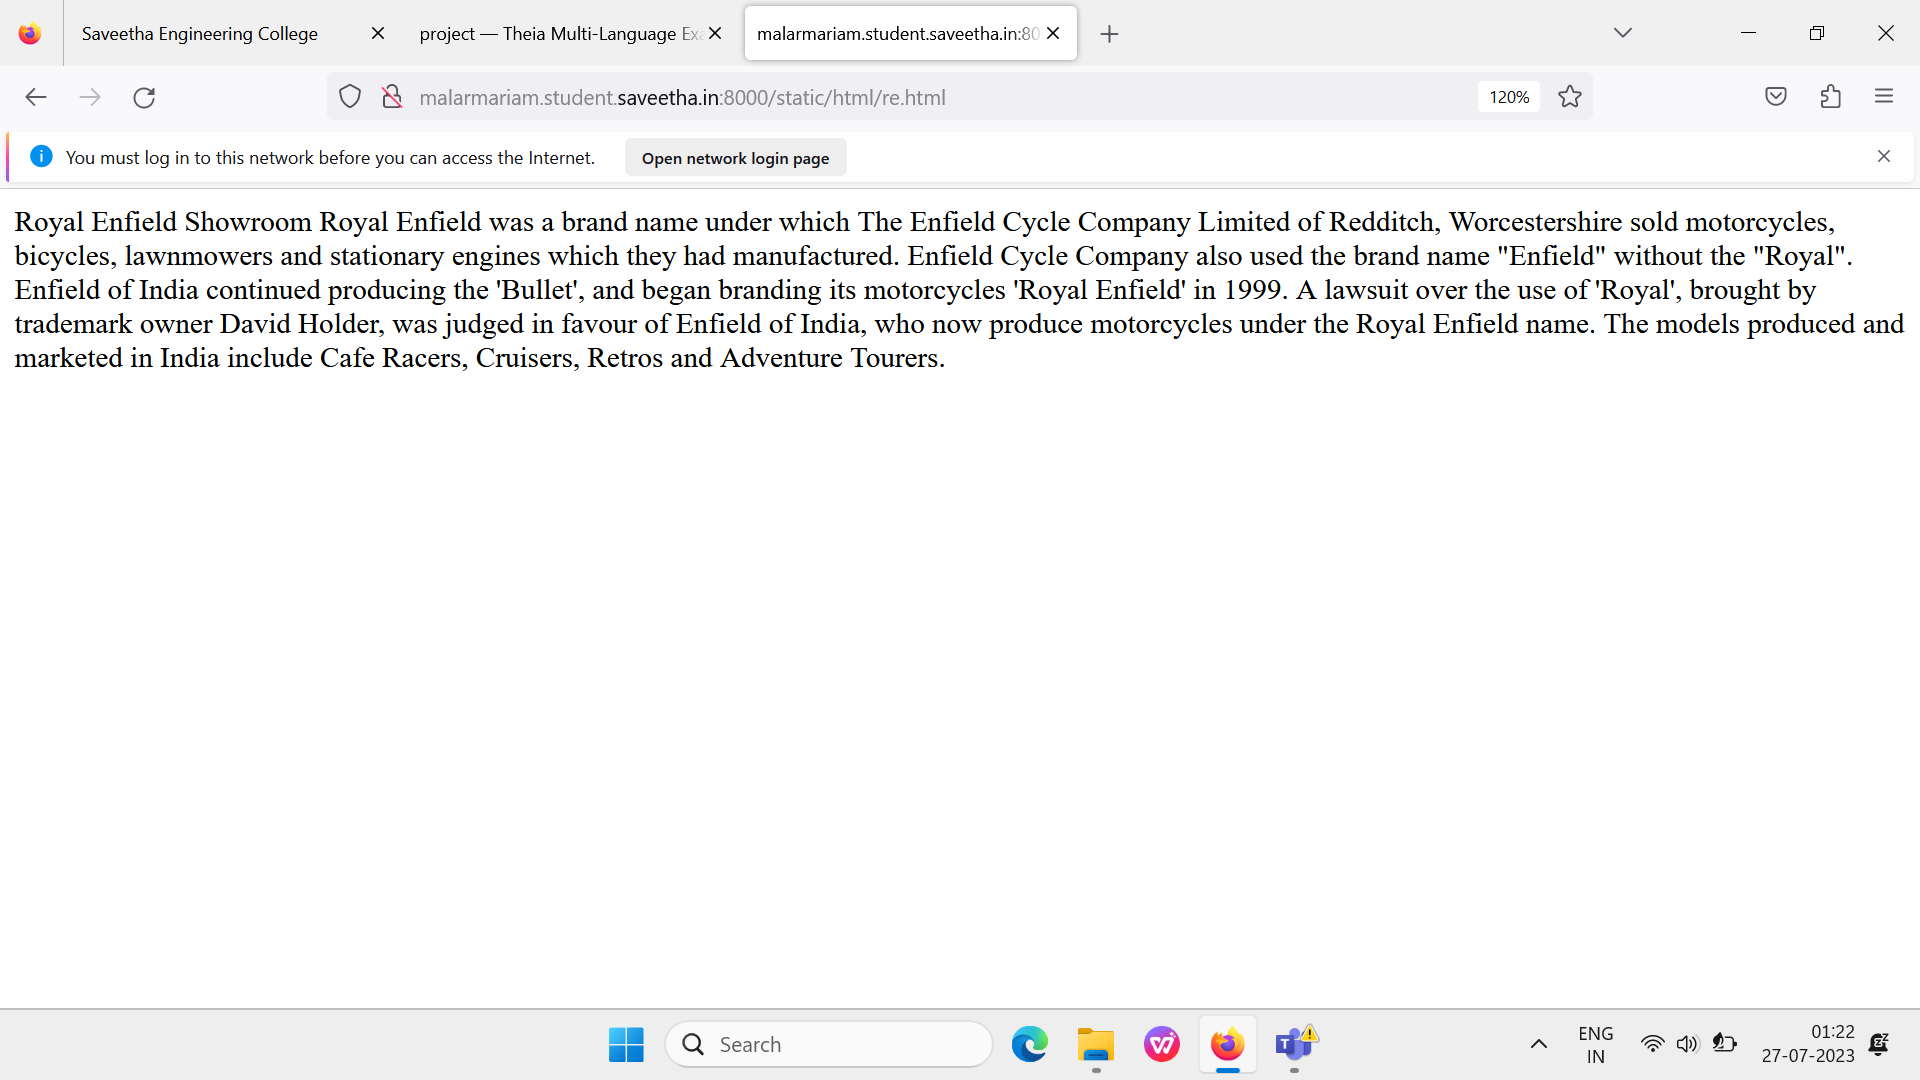 Saveetha Engineering College
project — Theia Multi-Language Exa
malarmariam.student.saveetha.in:80
malarmariam.student.saveetha.in:8000/static/html/re.html
120%
You must log in to this network before you can access the Internet.
Open network login page
Royal Enfield Showroom Royal Enfield was a brand name under which The Enfield Cycle Company Limited of Redditch, Worcestershire sold motorcycles,
bicycles, lawnmowers and stationary engines which they had manufactured. Enfield Cycle Company also used the brand name "Enfield" without the "Royal".
Enfield of India continued producing the 'Bullet', and began branding its motorcycles 'Royal Enfield' in 1999. A lawsuit over the use of 'Royal', brought by
trademark owner David Holder, was judged in favour of Enfield of India, who now produce motorcycles under the Royal Enfield name. The models produced and
marketed in India include Cafe Racers, Cruisers, Retros and Adventure Tourers.
Search
ENG
IN
01:22
27-07-2023